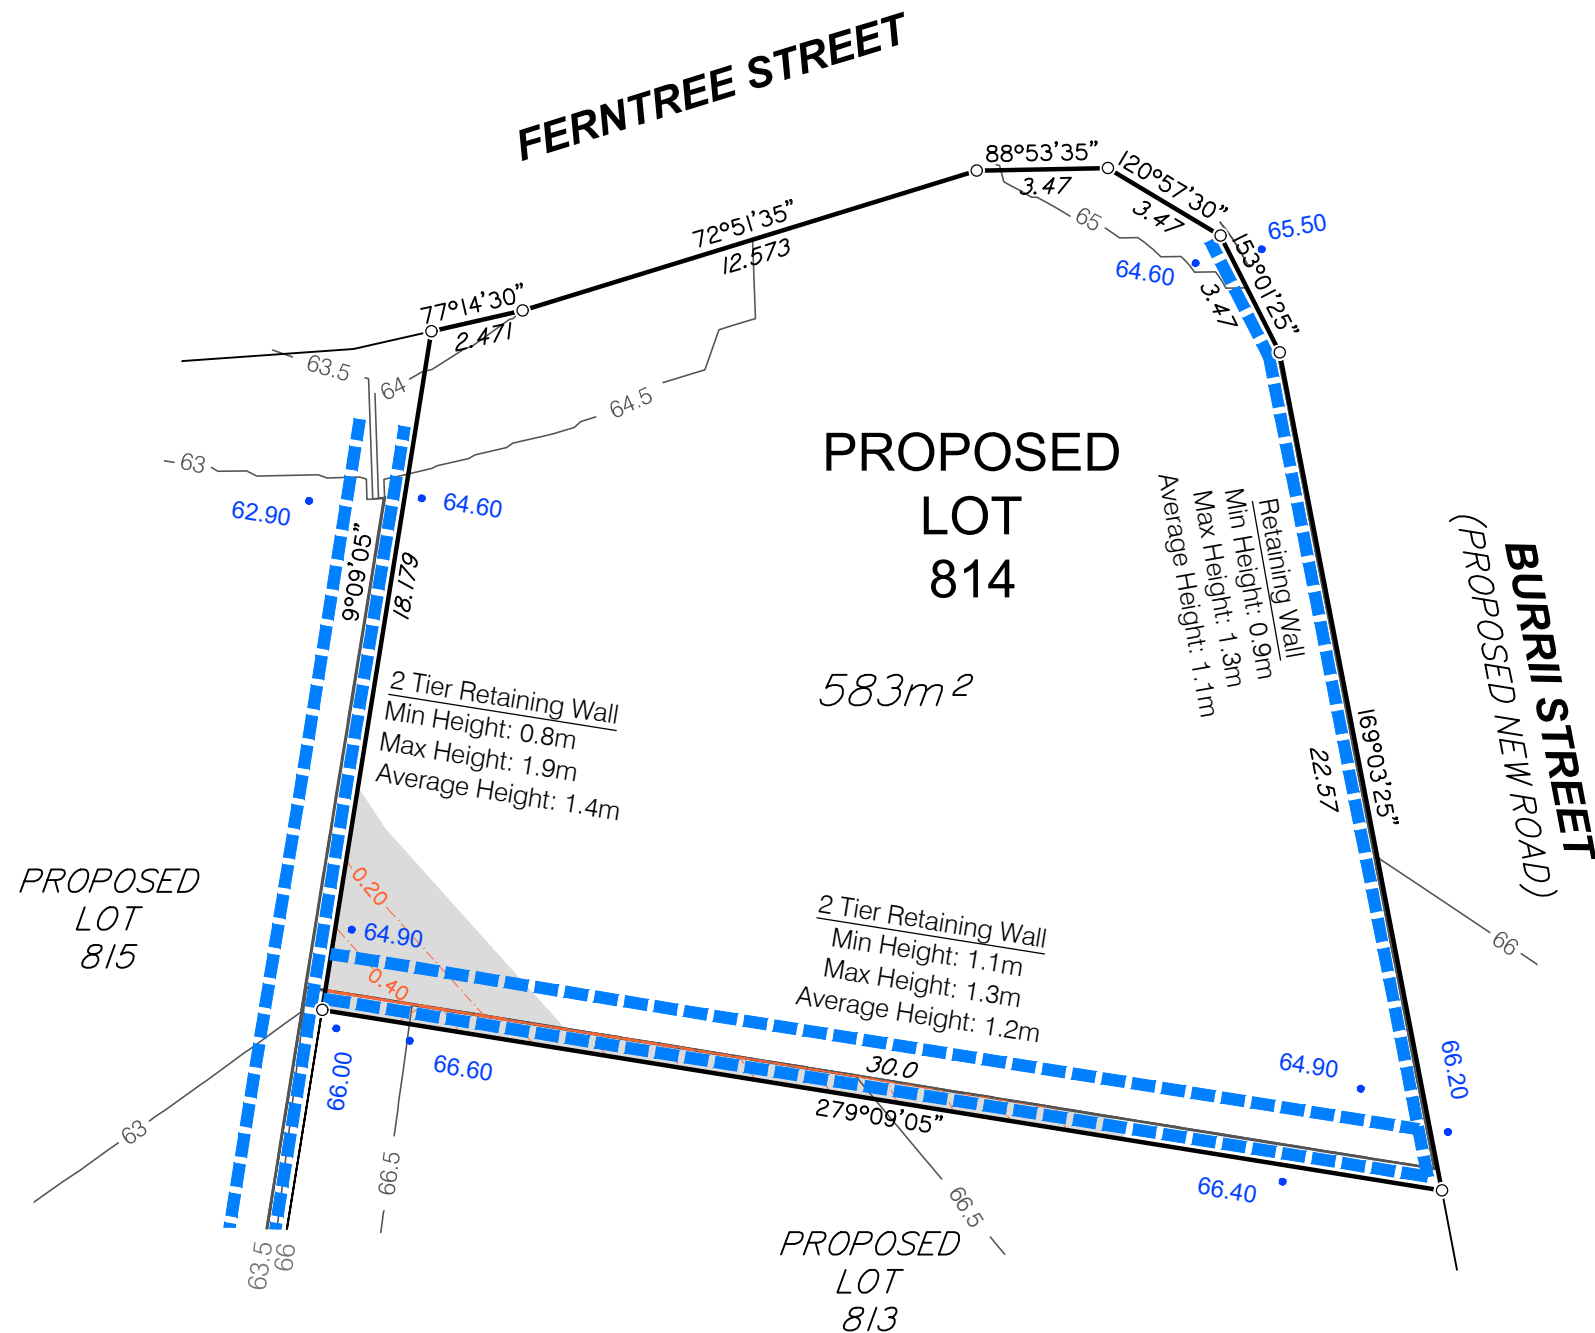 FERNTREE STREET
88°53'35"
3.47
120°57'30"
3.47
65
65.50
153°01'25"
64.60
3.47
72°51'35"
12.573
77°14'30"
2.471
63.5
64
64.5
63
62.90
64.60
9°09'05"
18.179
PROPOSED
LOT
814
583m²
Retaining Wall
Min Height: 0.9m
Max Height: 1.3m
Average Height: 1.1m
BURRII STREET
(PROPOSED NEW ROAD)
169°03'25"
22.57
2 Tier Retaining Wall
Min Height: 0.8m
Max Height: 1.9m
Average Height: 1.4m
PROPOSED
LOT
815
0.20
64.90
0.40
2 Tier Retaining Wall
Min Height: 1.1m
Max Height: 1.3m
Average Height: 1.2m
66
30.0
279°09'05"
64.90
66.20
66.00
66.60
63
66.5
66.40
66.5
63.5
66
PROPOSED
LOT
813